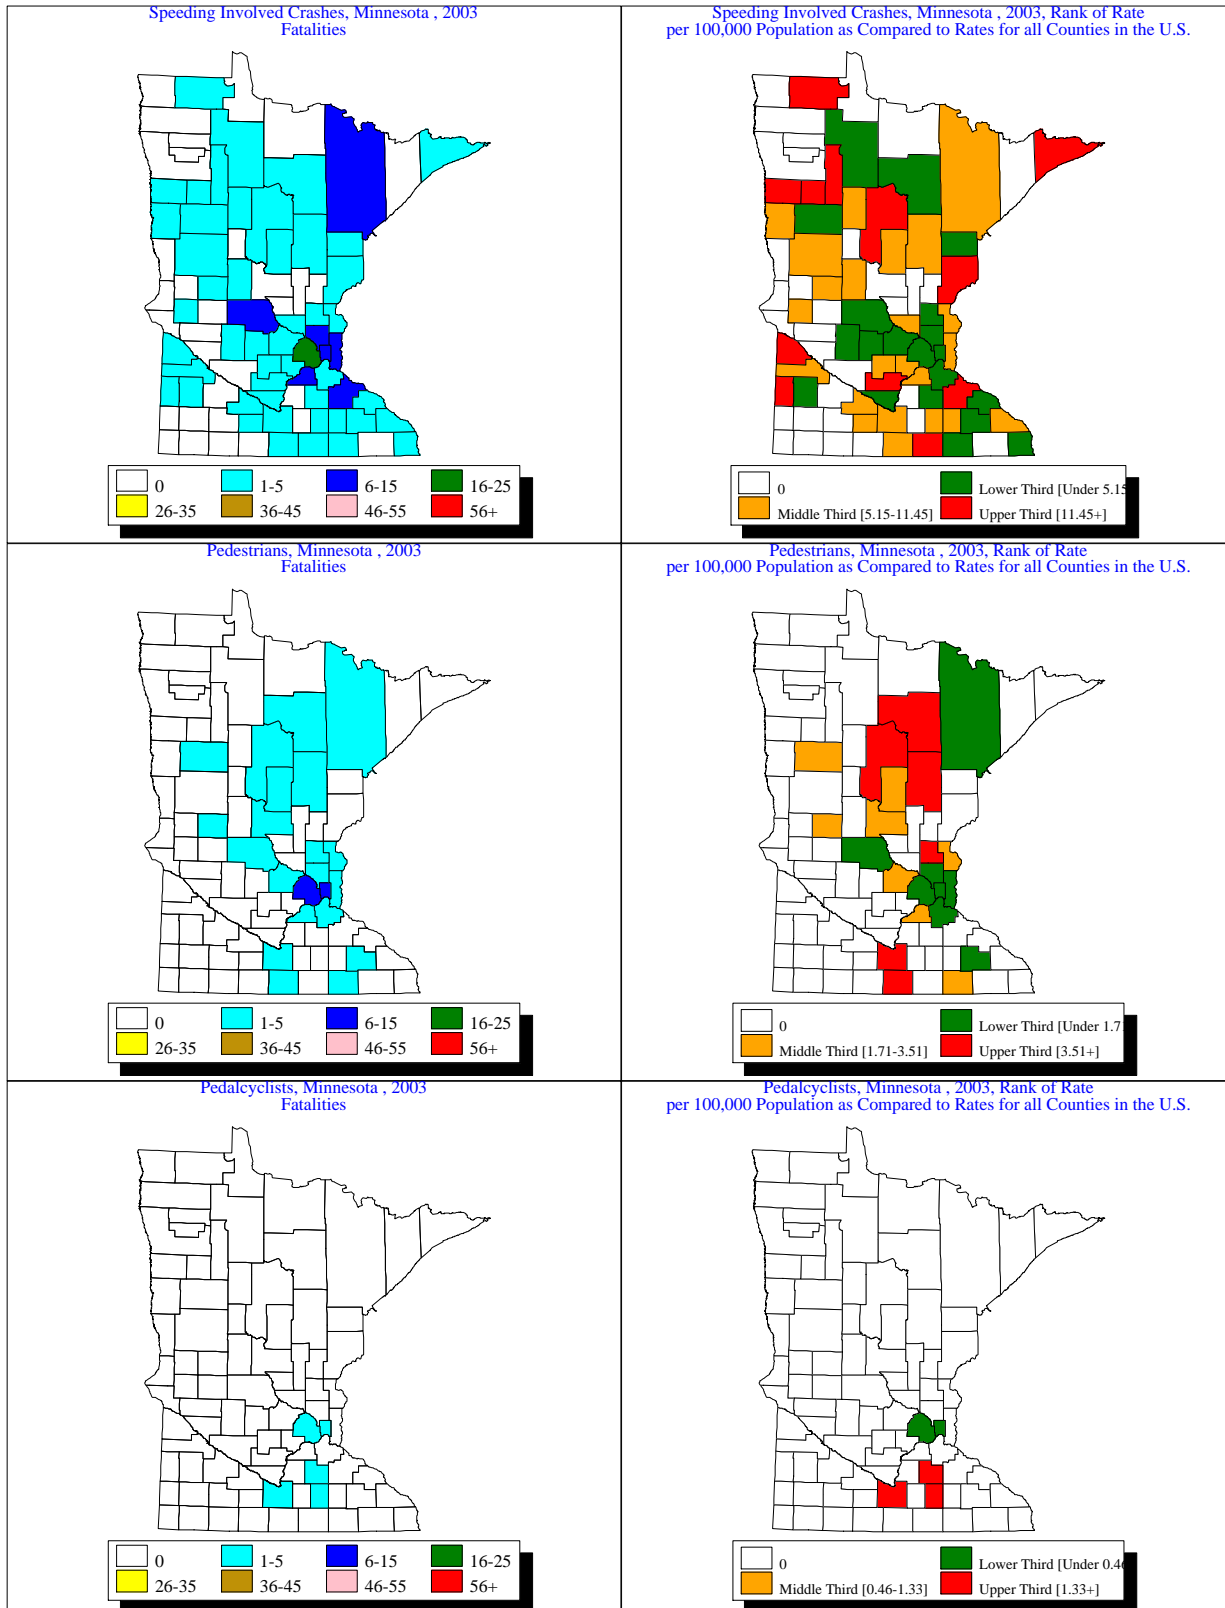 Speeding Involved Crashes, Minnesota , 2003
Fatalities
0
1-5
6-15
16-25
26-35
36-45
46-55
56+
Speeding Involved Crashes, Minnesota , 2003, Rank of Rate
per 100,000 Population as Compared to Rates for all Counties in the U.S.
0
Lower Third [Under 5.15
Middle Third [5.15-11.45]
Upper Third [11.45+]
Pedestrians, Minnesota , 2003
Fatalities
0
1-5
6-15
16-25
26-35
36-45
46-55
56+
Pedestrians, Minnesota , 2003, Rank of Rate
per 100,000 Population as Compared to Rates for all Counties in the U.S.
0
Lower Third [Under 1.71
Middle Third [1.71-3.51]
Upper Third [3.51+]
Pedalcyclists, Minnesota , 2003
Fatalities
0
1-5
6-15
16-25
26-35
36-45
46-55
56+
Pedalcyclists, Minnesota , 2003, Rank of Rate
per 100,000 Population as Compared to Rates for all Counties in the U.S.
0
Lower Third [Under 0.46
Middle Third [0.46-1.33]
Upper Third [1.33+]